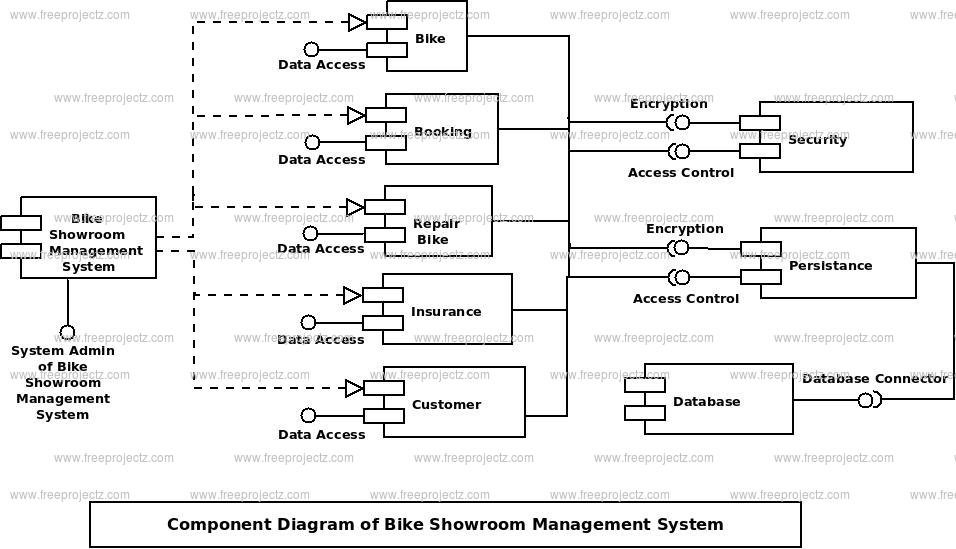 Bike
Data Access
Booking
Data Access
Encryption
Security
Access Control
Bike
Showroom
Management
System
Repair
Bike
Data Access
Encryption
Persistance
Access Control
Insurance
Data Access
System Admin
of Bike
Showroom
Management
System
Customer
Data Access
Database
Database Connector
Component Diagram of Bike Showroom Management System
www.freeprojectz.com